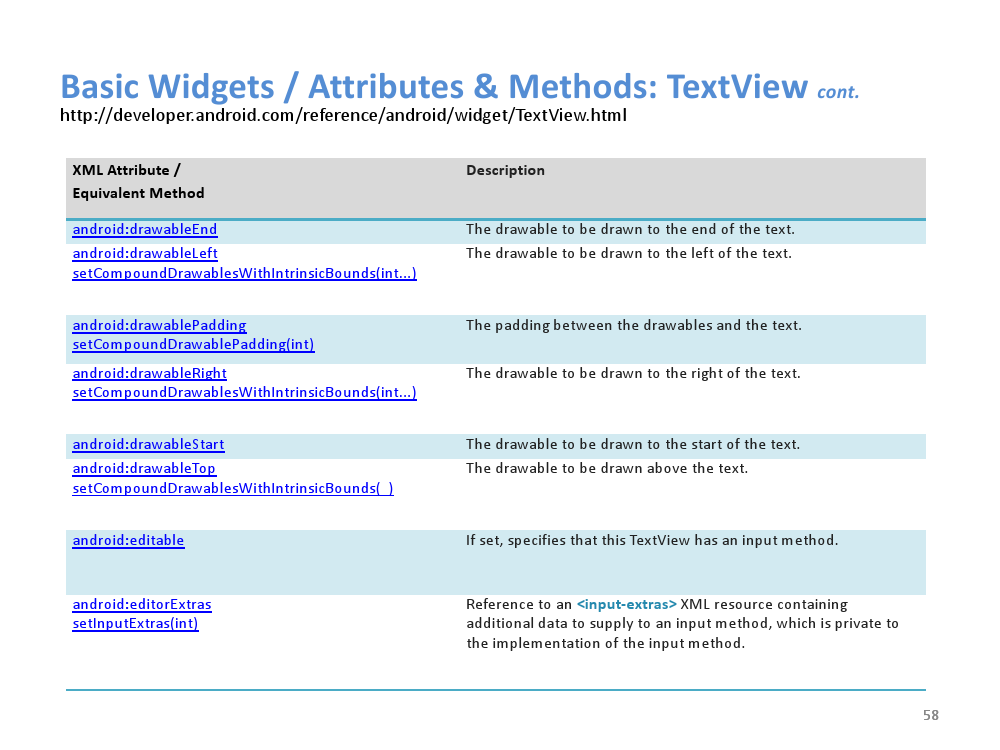 Basic Widgets / Attributes & Methods: TextView cont.
http://developer.android.com/reference/android/widget/TextView.html
XML Attribute / Description
Equivalent Method
android:drawableEnd The drawable to be drawn to the end of the text.
android:drawableLeft The drawable to be drawn to the left of the text.
setCompoundDrawablesWithIntrinsicBounds(int...)
android:drawablePadding The padding between the drawables and the text.
setCompoundDrawablePadding(int)
android:drawableRight The drawable to be drawn to the right of the text.
setCompoundDrawablesWithIntrinsicBounds(int...)
android:drawableStart The drawable to be drawn to the start of the text.
android:drawableTop The drawable to be drawn above the text.
setCompoundDrawablesWithIntrinsicBounds( )
android:editable If set, specifies that this TextView has an input method.
android:editorExtras Reference to an <input-extras> XML resource containing
setInputExtras(int) additional data to supply to an input method, which is private to
the implementation of the input method.
58